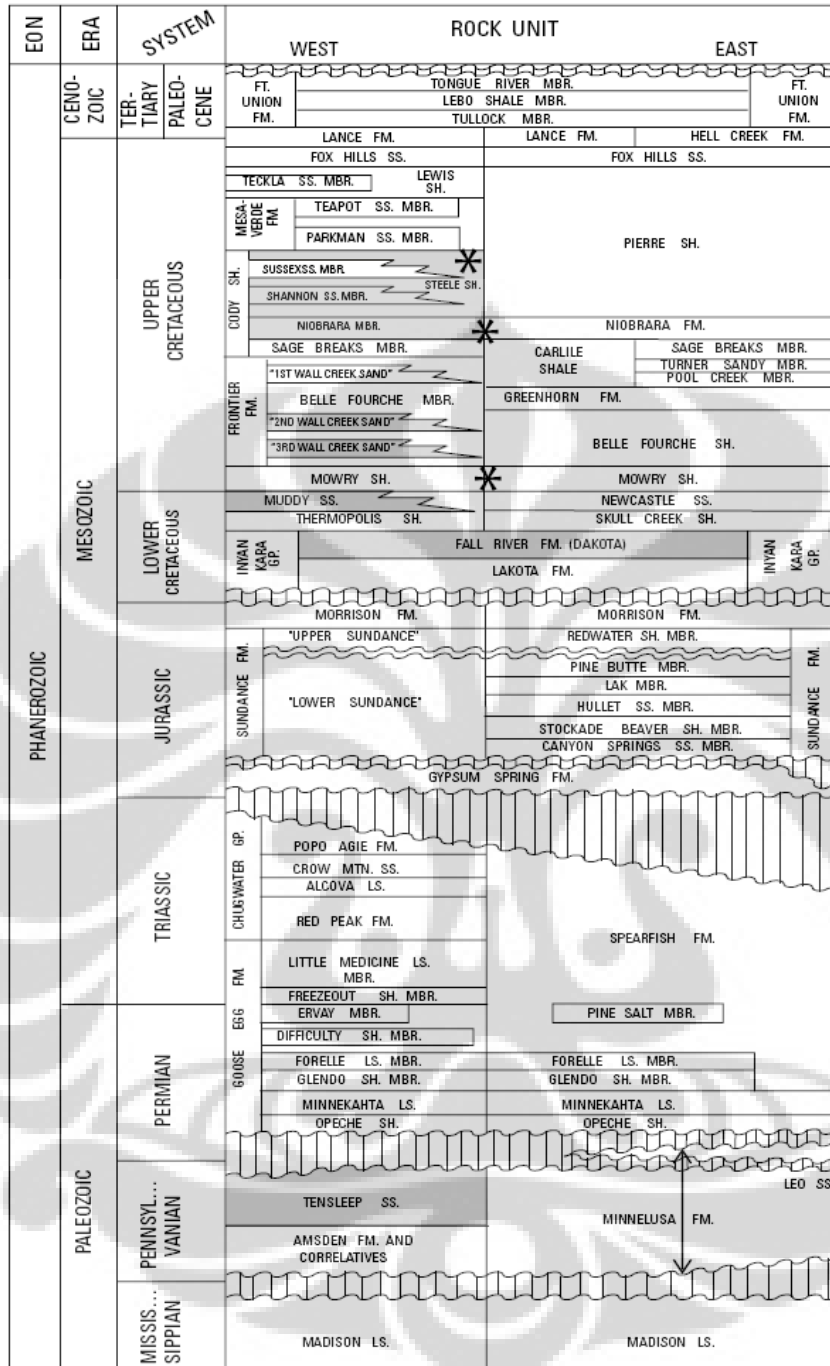 EON
ERA
SYSTEM
ROCK UNIT
WEST
EAST
PHANEROZOIC
CENO-
ZOIC
TER-
TIARY
PALEO-
CENE
FT.
UNION
FM.
TONGUE RIVER MBR.
LEBO SHALE MBR.
TULLOCK MBR.
FT.
UNION
FM.
MESOZOIC
UPPER
CRETACEOUS
LANCE FM.
LANCE FM.
HELL CREEK FM.
FOX HILLS SS.
FOX HILLS SS.
TECKLA SS. MBR.
LEWIS
SH.
MESA-
VERDE
FM.
TEAPOT SS. MBR.
PARKMAN SS. MBR.
PIERRE SH.
CODY SH.
*
SUSSEXSS. MBR.
STEELE SH.
SHANNON SS. MBR.
NIOBRARA MBR.
*
NIOBRARA FM.
SAGE BREAKS MBR.
CARLILE
SHALE
SAGE BREAKS MBR.
TURNER SANDY MBR.
POOL CREEK MBR.
FRONTIER
FM.
"1ST WALL CREEK SAND"
BELLE FOURCHE MBR.
GREENHORN FM.
"2ND WALL CREEK SAND"
"3RD WALL CREEK SAND"
BELLE FOURCHE SH.
MOWRY SH.
*
MOWRY SH.
LOWER
CRETACEOUS
MUDDY SS.
NEWCASTLE SS.
THERMOPOLIS SH.
SKULL CREEK SH.
INYAN
KARA
GP.
FALL RIVER FM. (DAKOTA)
LAKOTA FM.
INYAN
KARA
GP.
JURASSIC
MORRISON FM.
MORRISON FM.
SUNDANCE FM.
"UPPER SUNDANCE"
REDWATER SH. MBR.
PINE BUTTE MBR.
LAK MBR.
"LOWER SUNDANCE"
HULLET SS. MBR.
STOCKADE BEAVER SH. MBR.
CANYON SPRINGS SS. MBR.
SUNDANCE FM.
GYPSUM SPRING FM.
TRIASSIC
CHUGWATER GP.
POPO AGIE FM.
CROW MTN. SS.
ALCOVA LS.
RED PEAK FM.
SPEARFISH FM.
GOOSE EGG FM.
LITTLE MEDICINE LS.
MBR.
FREEZEOUT SH. MBR.
PALEOZOIC
PERMIAN
ERVAY MBR.
PINE SALT MBR.
DIFFICULTY SH. MBR.
FORELLE LS. MBR.
FORELLE LS. MBR.
GLENDO SH. MBR.
GLENDO SH. MBR.
MINNEKAHTA LS.
MINNEKAHTA LS.
OPECHE SH.
OPECHE SH.
PENNSYL...
VANIAN
LEO SS
TENSLEEP SS.
MINNELUSA FM.
AMSDEN FM. AND
CORRELATIVES
MISSIS...
SIPPIAN
MADISON LS.
MADISON LS.